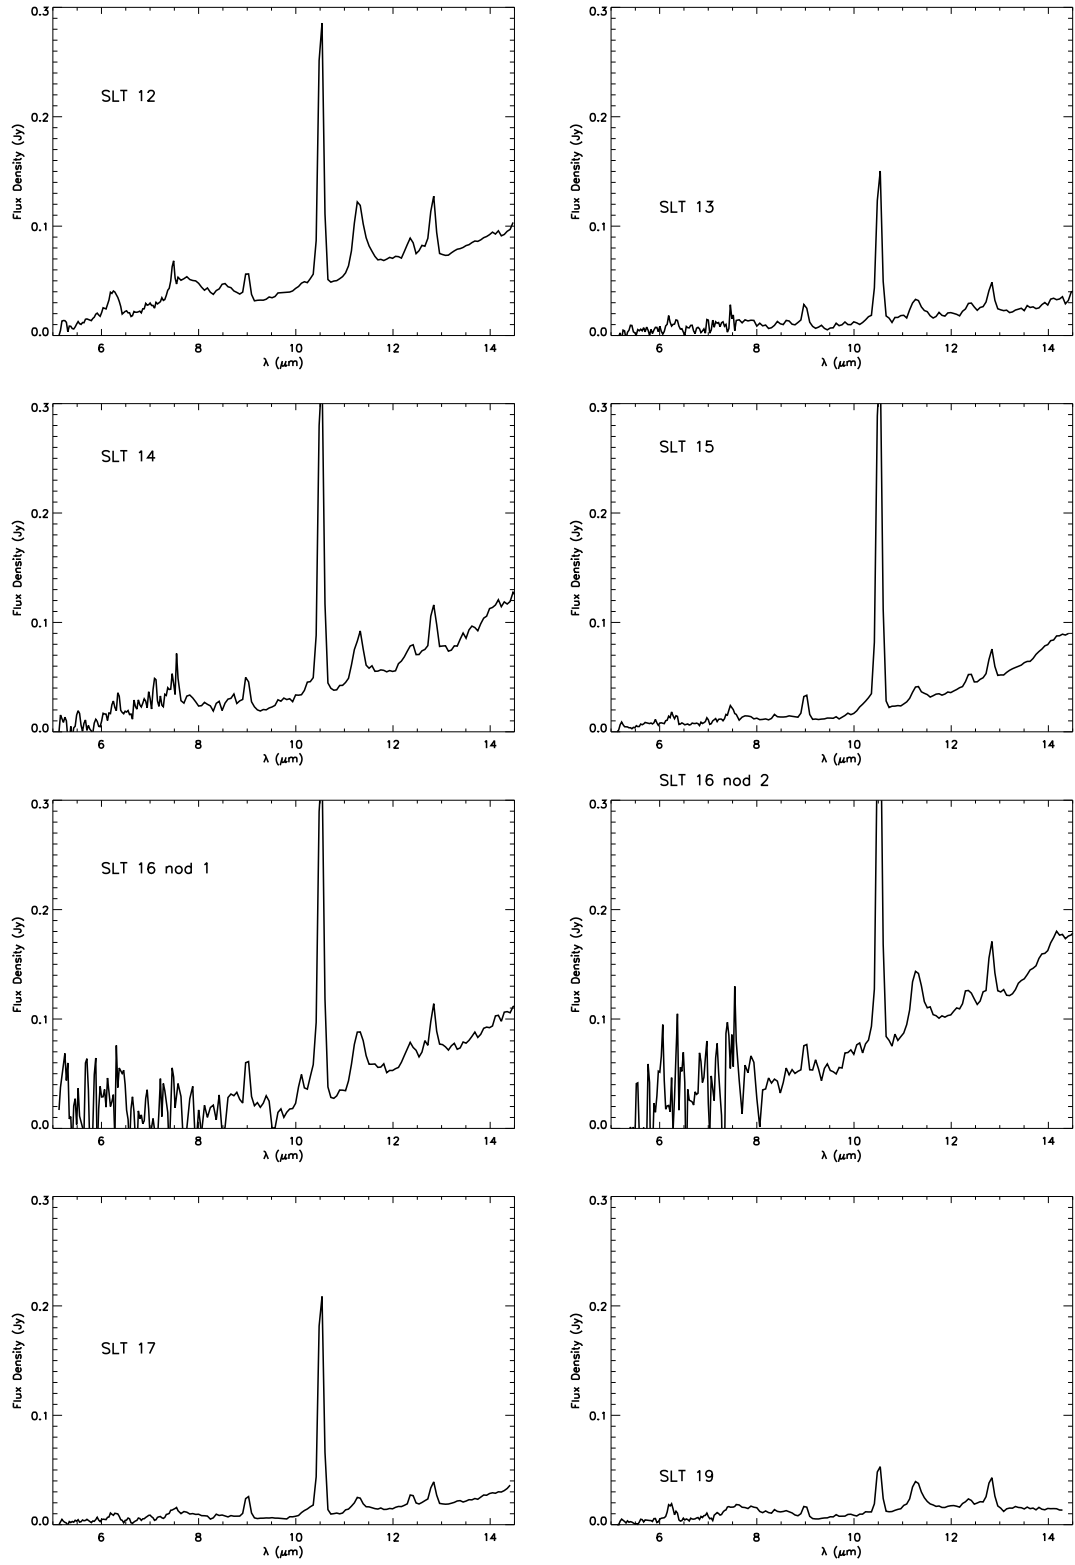 0.3
0.2
0.1
0.0
Flux Density (Jy)
SLT 12
6 8 10 12 14
λ (μm)
0.3
0.2
0.1
0.0
Flux Density (Jy)
SLT 13
6 8 10 12 14
λ (μm)
0.3
0.2
0.1
0.0
Flux Density (Jy)
SLT 14
6 8 10 12 14
λ (μm)
0.3
0.2
0.1
0.0
Flux Density (Jy)
SLT 15
6 8 10 12 14
λ (μm)
0.3
0.2
0.1
0.0
Flux Density (Jy)
SLT 16 nod 1
6 8 10 12 14
λ (μm)
SLT 16 nod 2
0.3
0.2
0.1
0.0
Flux Density (Jy)
6 8 10 12 14
λ (μm)
0.3
0.2
0.1
0.0
Flux Density (Jy)
SLT 17
6 8 10 12 14
λ (μm)
0.3
0.2
0.1
0.0
Flux Density (Jy)
SLT 19
6 8 10 12 14
λ (μm)